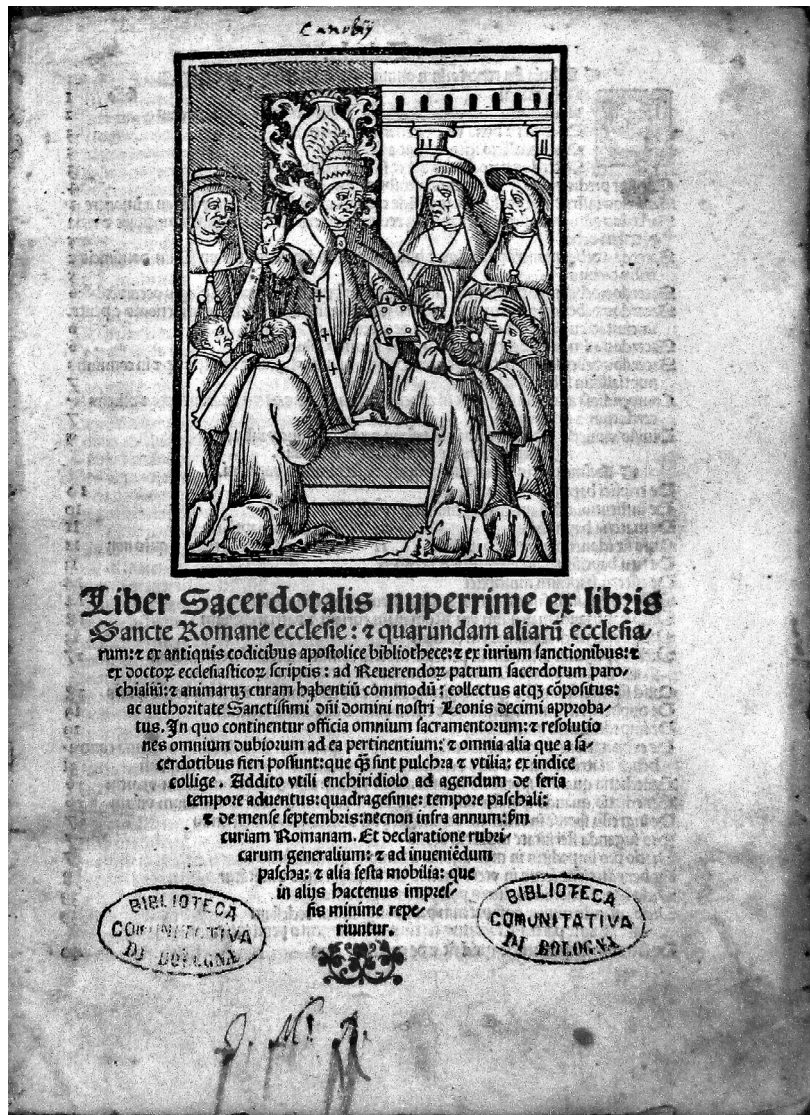 Canobÿ
Liber Sacerdotalis nuperrime ex libris
Sancte Romane ecclesie: ⁊ quarundam aliarū ecclesia-
rum:⁊ ex antiquis codicibus apostolice bibliothece:⁊ ex iurium sanctionibus:⁊
ex doctoꝝ ecclesiasticoꝝ scriptis: ad Reuerendoꝝ patrum sacerdotum paro-
chialiū:⁊ animaruꝫ curam habentiū cōmodū: collectus atqꝫ cōpositus:
ac authoritate Sanctissimi dn̄i domini nostri Leonis decimi approba-
tus. In quo continentur officia omnium sacramentorum:⁊ resolutio
nes omnium dubiorum ad ea pertinentium: ⁊ omnia alia que a sa-
cerdotibus fieri possunt:que q̄ꝫ sint pulchra ⁊ vtilia: ex indice
collige. Addito vtili enchiridiolo ad agendum de feria
tempore aduentus:quadragesime: tempore paschali:
⁊ de mense septembris:necnon infra annum:fm
curiam Romanam. Et declaratione rubri-
carum generalium: ⁊ ad inueniēdum
pascha: ⁊ alia festa mobilia: que
in alijs hactenus impres-
sis minime repe-
riuntur.
BIBLIOTECA
COMUNITATIVA
DI BOLOGNA
BIBLIOTECA
COMUNITATIVA
DI BOLOGNA